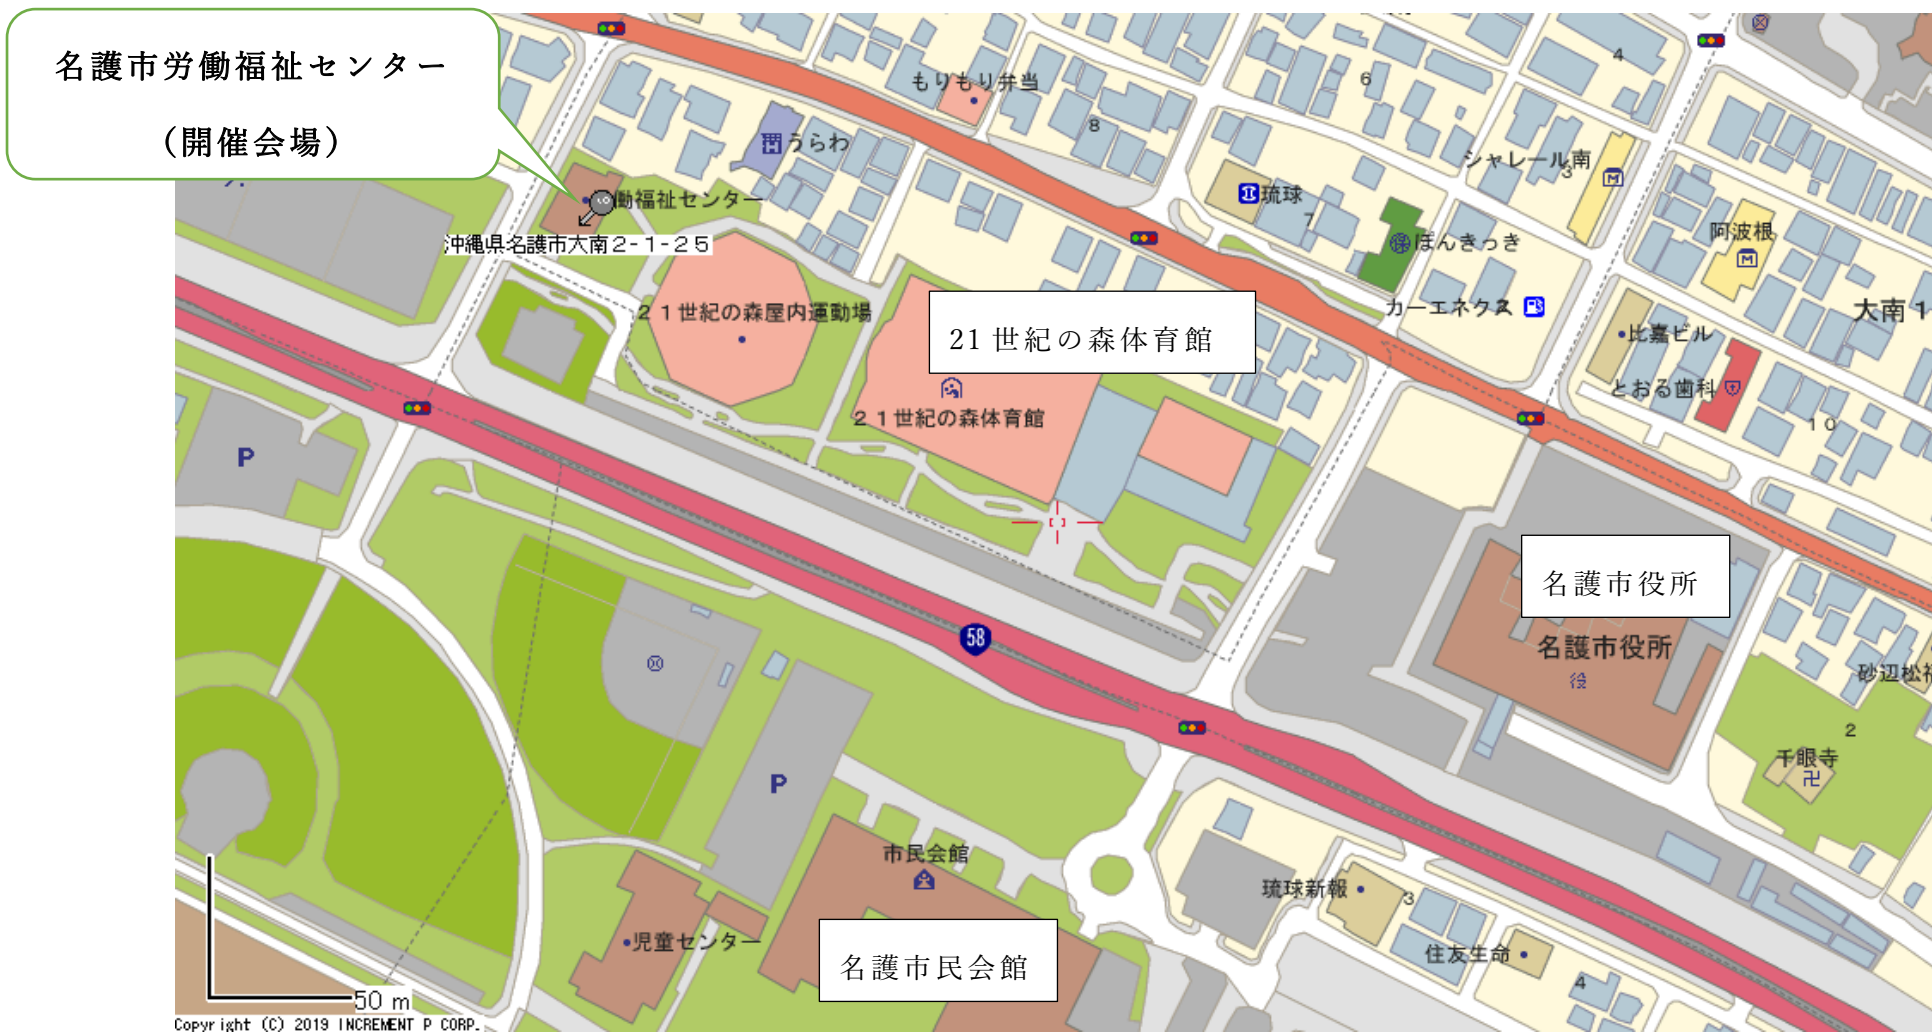 名護市労働福祉センター
（開催会場）
もりもり弁当
6
4
8
うらわ
シャレール南
3
働福祉センター
琉球
7
阿波根
沖縄県名護市大南2-1-25
ぽんきっき
21世紀の森屋内運動場
21世紀の森体育館
カーエネクス
2
大南1
比嘉ビル
とおる歯科
21世紀の森体育館
10
P
名護市役所
58
名護市役所
役
砂辺松
2
千眼寺
卍
P
市民会館
琉球新報
3
児童センター
名護市民会館
住友生命
4
50 m
Copyright (C) 2019 INCREMENT P CORP.